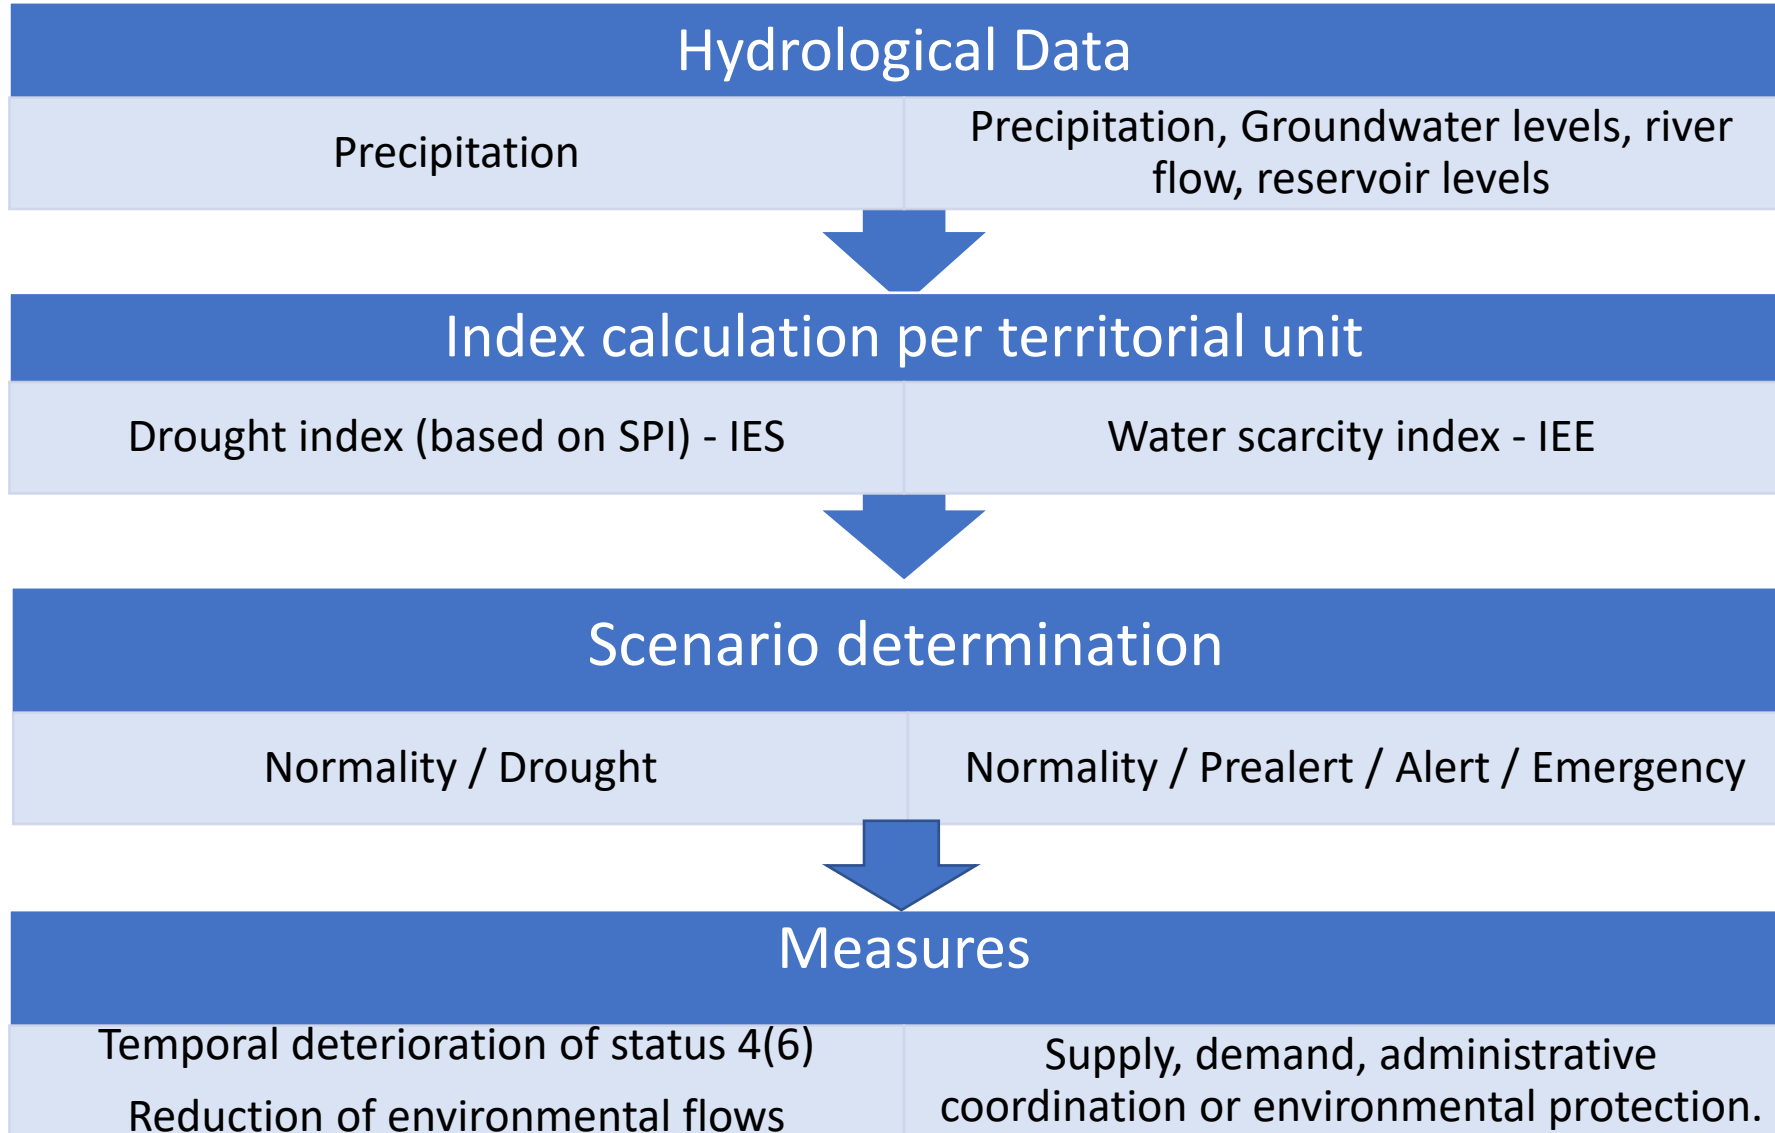 Hydrological Data
Precipitation
Precipitation, Groundwater levels, river
flow, reservoir levels
Index calculation per territorial unit
Drought index (based on SPI) - IES
Water scarcity index - IEE
Scenario determination
Normality / Drought
Normality / Prealert / Alert / Emergency
Measures
Temporal deterioration of status 4(6)
Reduction of environmental flows
Supply, demand, administrative
coordination or environmental protection.